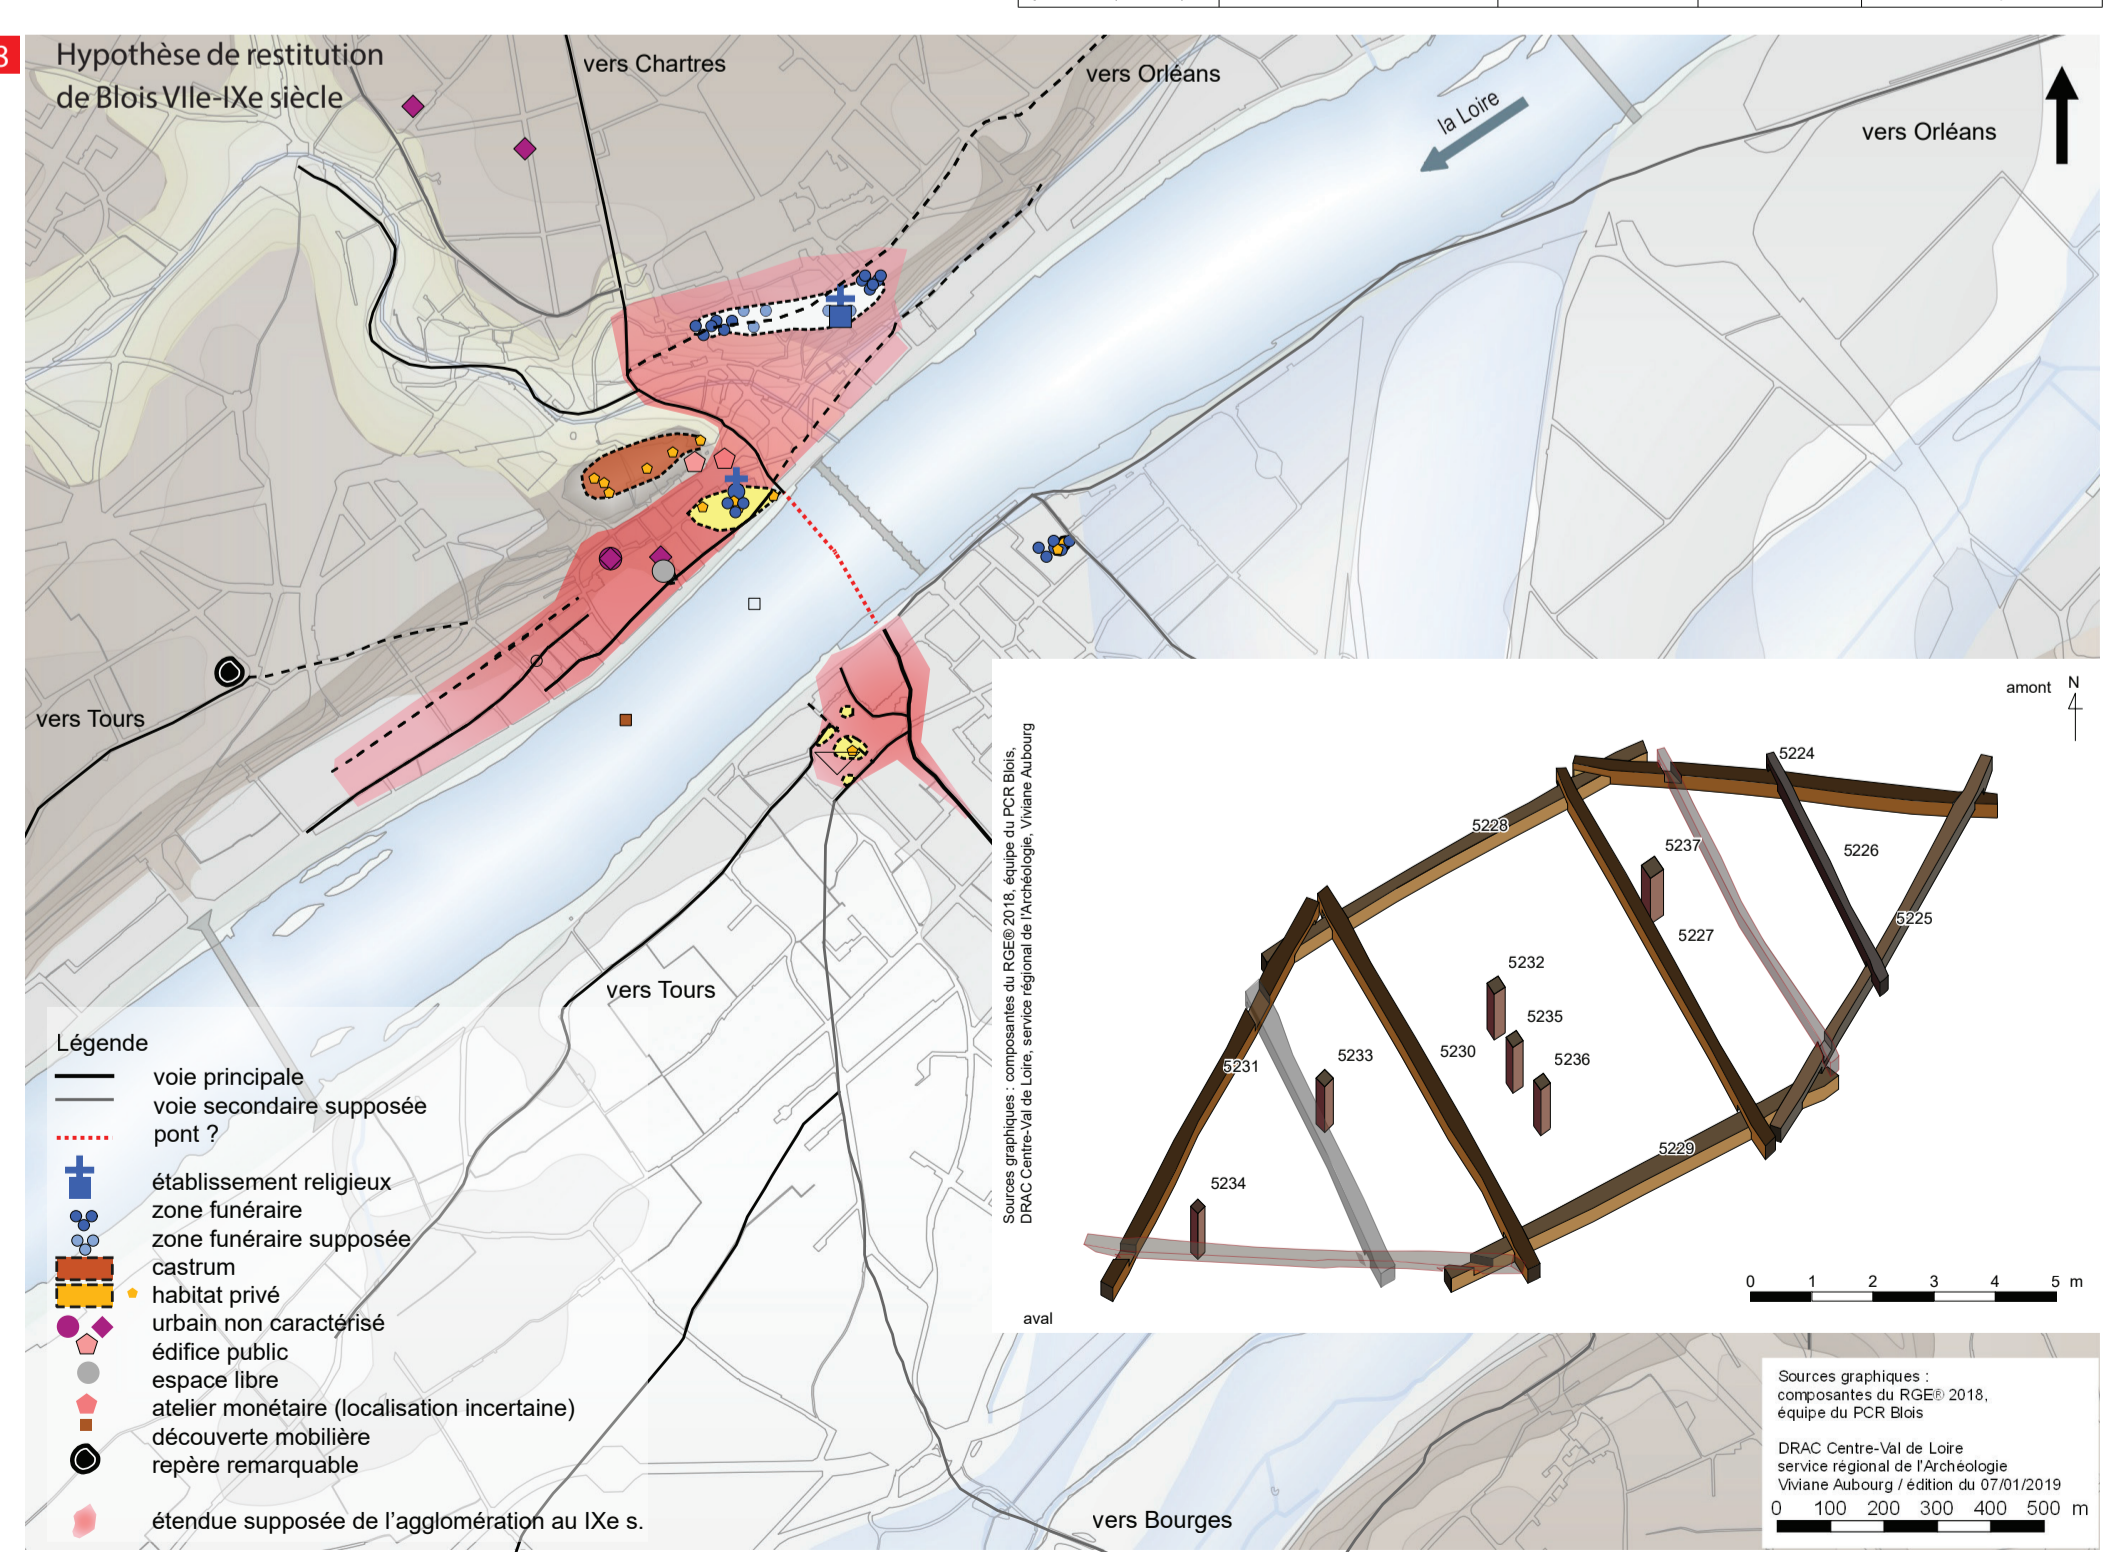 3
Hypothèse de restitution
de Blois VIIe-IXe siècle
vers Chartres
vers Orléans
la Loire
vers Orléans
vers Tours
vers Tours
vers Bourges
Légende
voie principale
voie secondaire supposée
pont ?
établissement religieux
zone funéraire
zone funéraire supposée
castrum
habitat privé
urbain non caractérisé
édifice public
espace libre
atelier monétaire (localisation incertaine)
découverte mobilière
repère remarquable
étendue supposée de l'agglomération au IXe s.
Sources graphiques : composantes du RGE® 2018, équipe du PCR Blois,
DRAC Centre-Val de Loire, service régional de l'Archéologie, Viviane Aubourg
amont
N
5224
5228
5237
5226
5225
5227
5232
5235
5230
5236
5233
5231
5229
5234
0 1 2 3 4 5 m
aval
Sources graphiques :
composantes du RGE® 2018,
équipe du PCR Blois
DRAC Centre-Val de Loire
service régional de l'Archéologie
Viviane Aubourg / édition du 07/01/2019
0 100 200 300 400 500 m